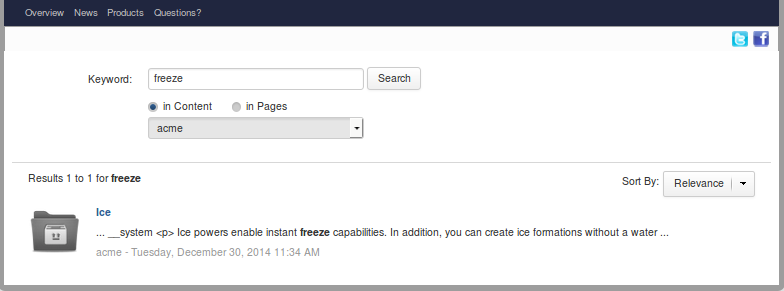 Overview News Products Questions?
Keyword: freeze Search
in Content in Pages
acme
Results 1 to 1 for freeze Sort By: Relevance
Ice
... __system <p> Ice powers enable instant freeze capabilities. In addition, you can create ice formations without a water ...
acme - Tuesday, December 30, 2014 11:34 AM